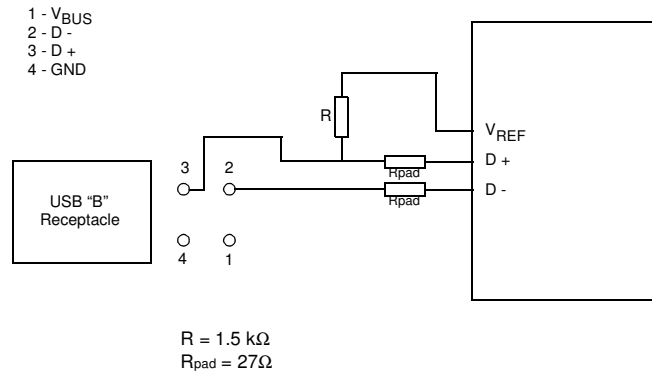 1 - VBUS
2 - D -
3 - D +
4 - GND
R
VREF
D +
Rpad
D -
Rpad
3
2
USB “B”
Receptacle
4
1
R = 1.5 kΩ
Rpad = 27Ω